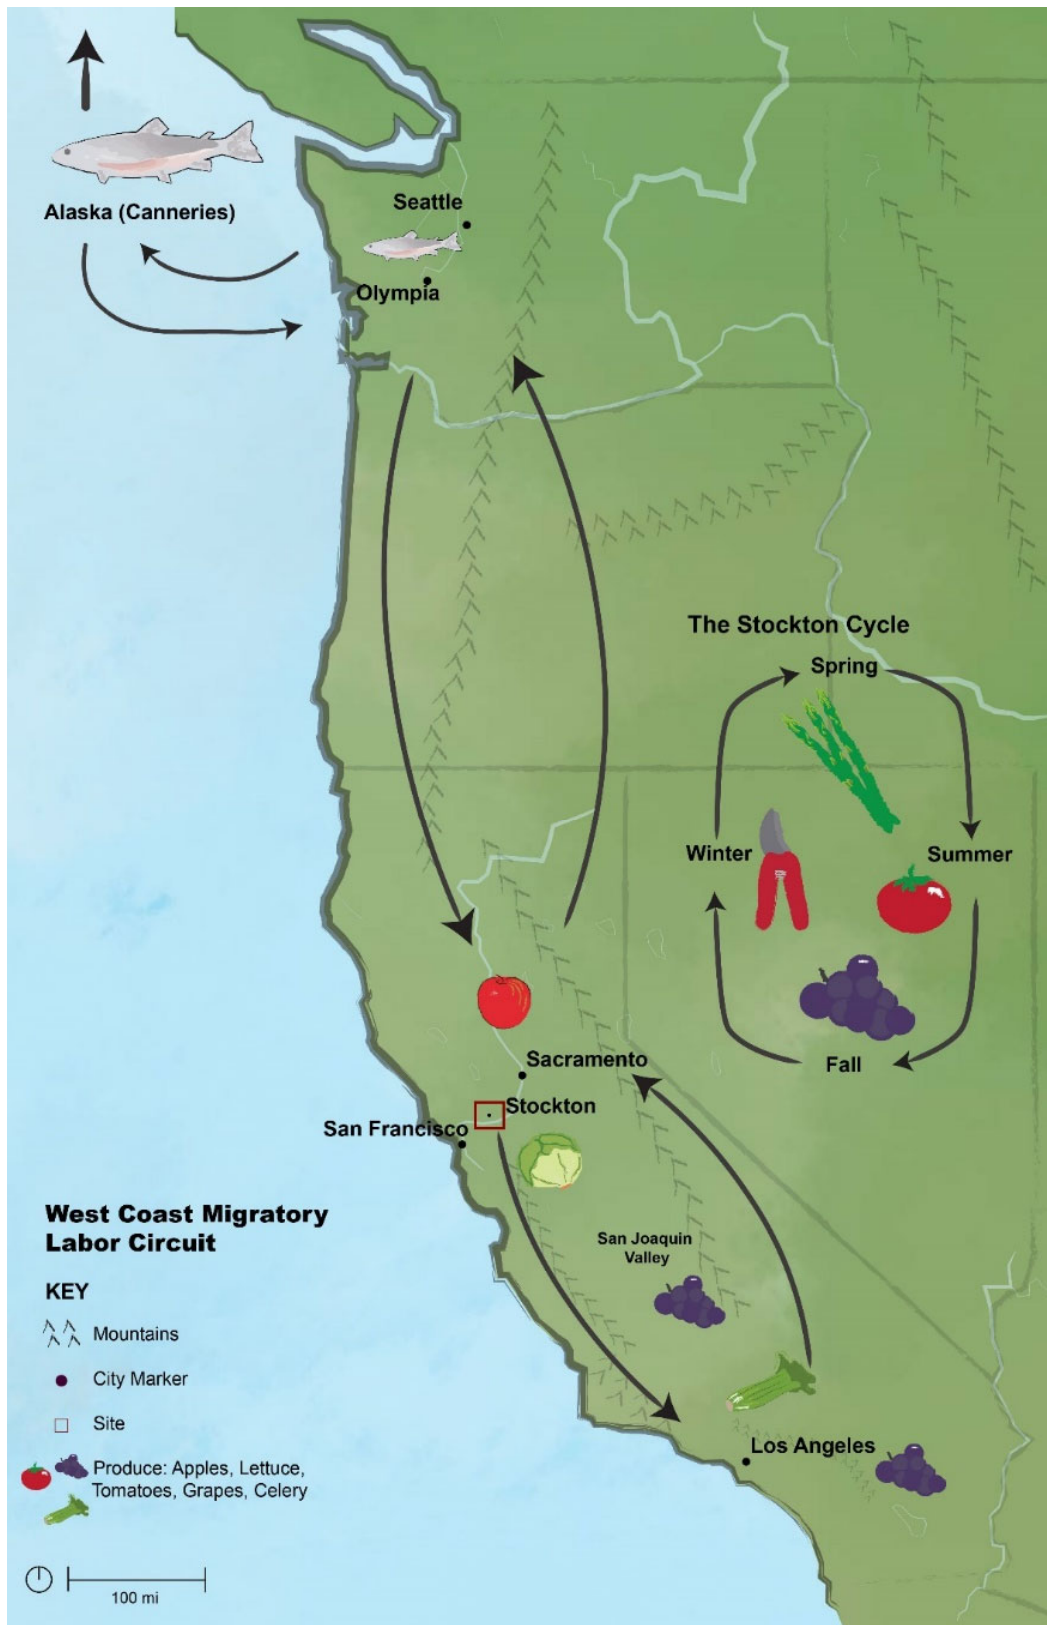 Alaska (Canneries)
Seattle
Olympia
The Stockton Cycle
Spring
Winter
Summer
Fall
Sacramento
Stockton
San Francisco
San Joaquin
Valley
Los Angeles
West Coast Migratory
Labor Circuit
KEY
Mountains
City Marker
Site
Produce: Apples, Lettuce,
Tomatoes, Grapes, Celery
100 mi